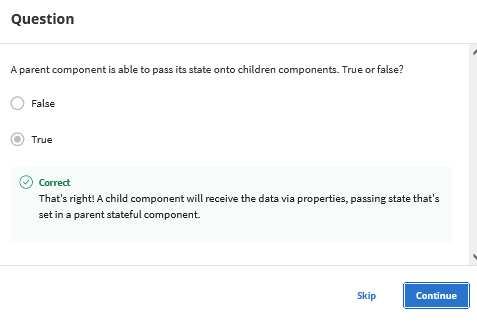 Question
A parent component is able to pass its state onto children components. True or false?
False
True
Correct
That's right! A child component will receive the data via properties, passing state that's
set in a parent stateful component.
Skip
Continue